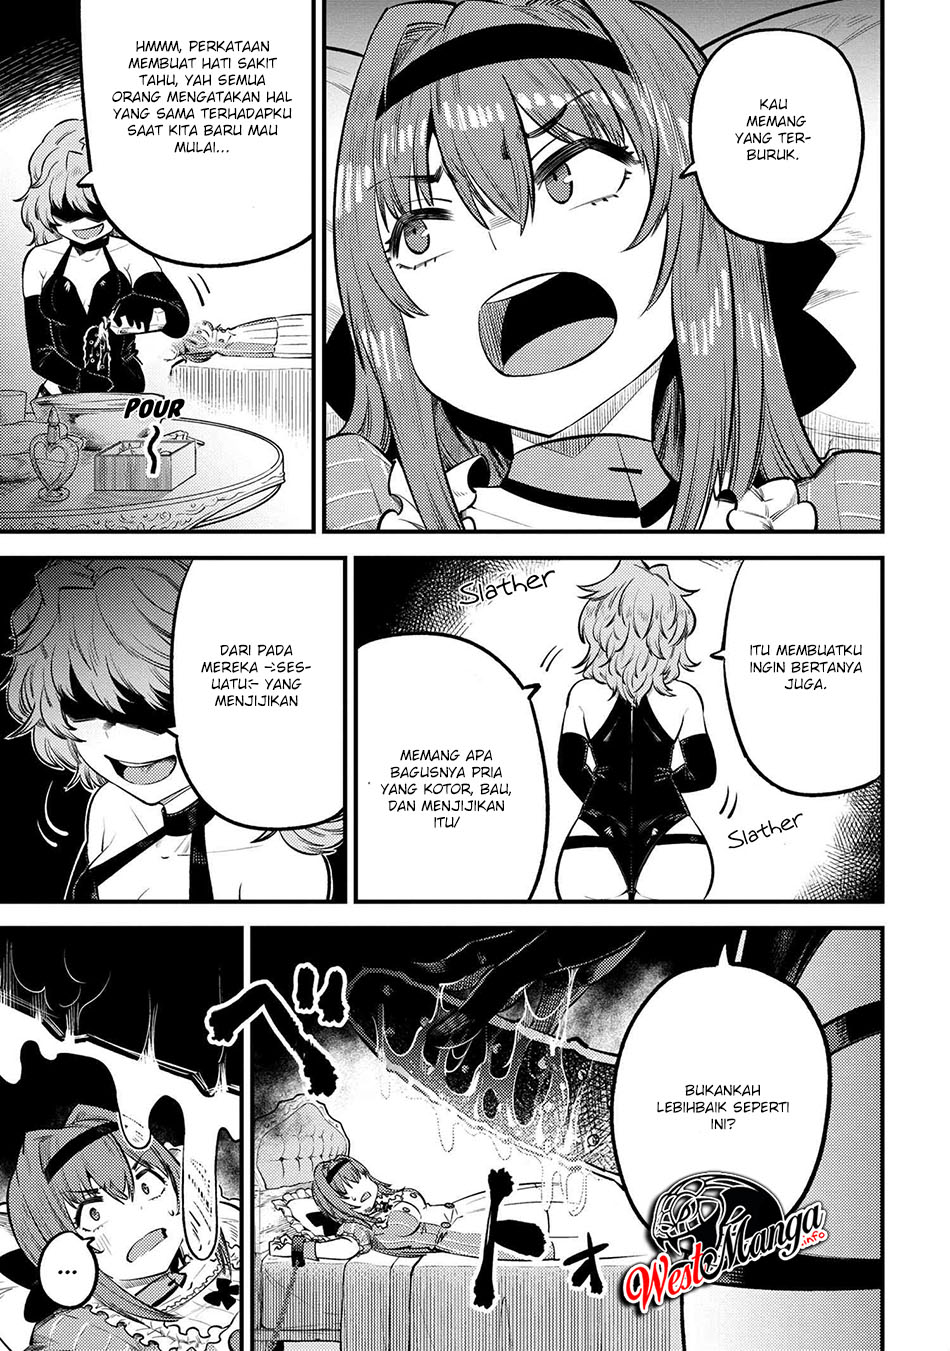 KAU
MEMANG
YANG TER-
BURUK.
HMMM, PERKATAAN
MEMBUAT HATI SAKIT
TAHU, YAH SEMUA
ORANG MENGATAKAN HAL
YANG SAMA TERHADAPKU
SAAT KITA BARU MAU
MULAI...
POUR
ITU MEMBUATKU
INGIN BERTANYA
JUGA.
Slather
Slather
MEMANG APA
BAGUSNYA PRIA
YANG KOTOR, BAU,
DAN MENJIJIKAN
ITU/
DARI PADA
MEREKA -:SES-
UATU:- YANG
MENJIJIKAN
BUKANKAH
LEBIHBAIK SEPERTI
INI?
...
WestManga
.info